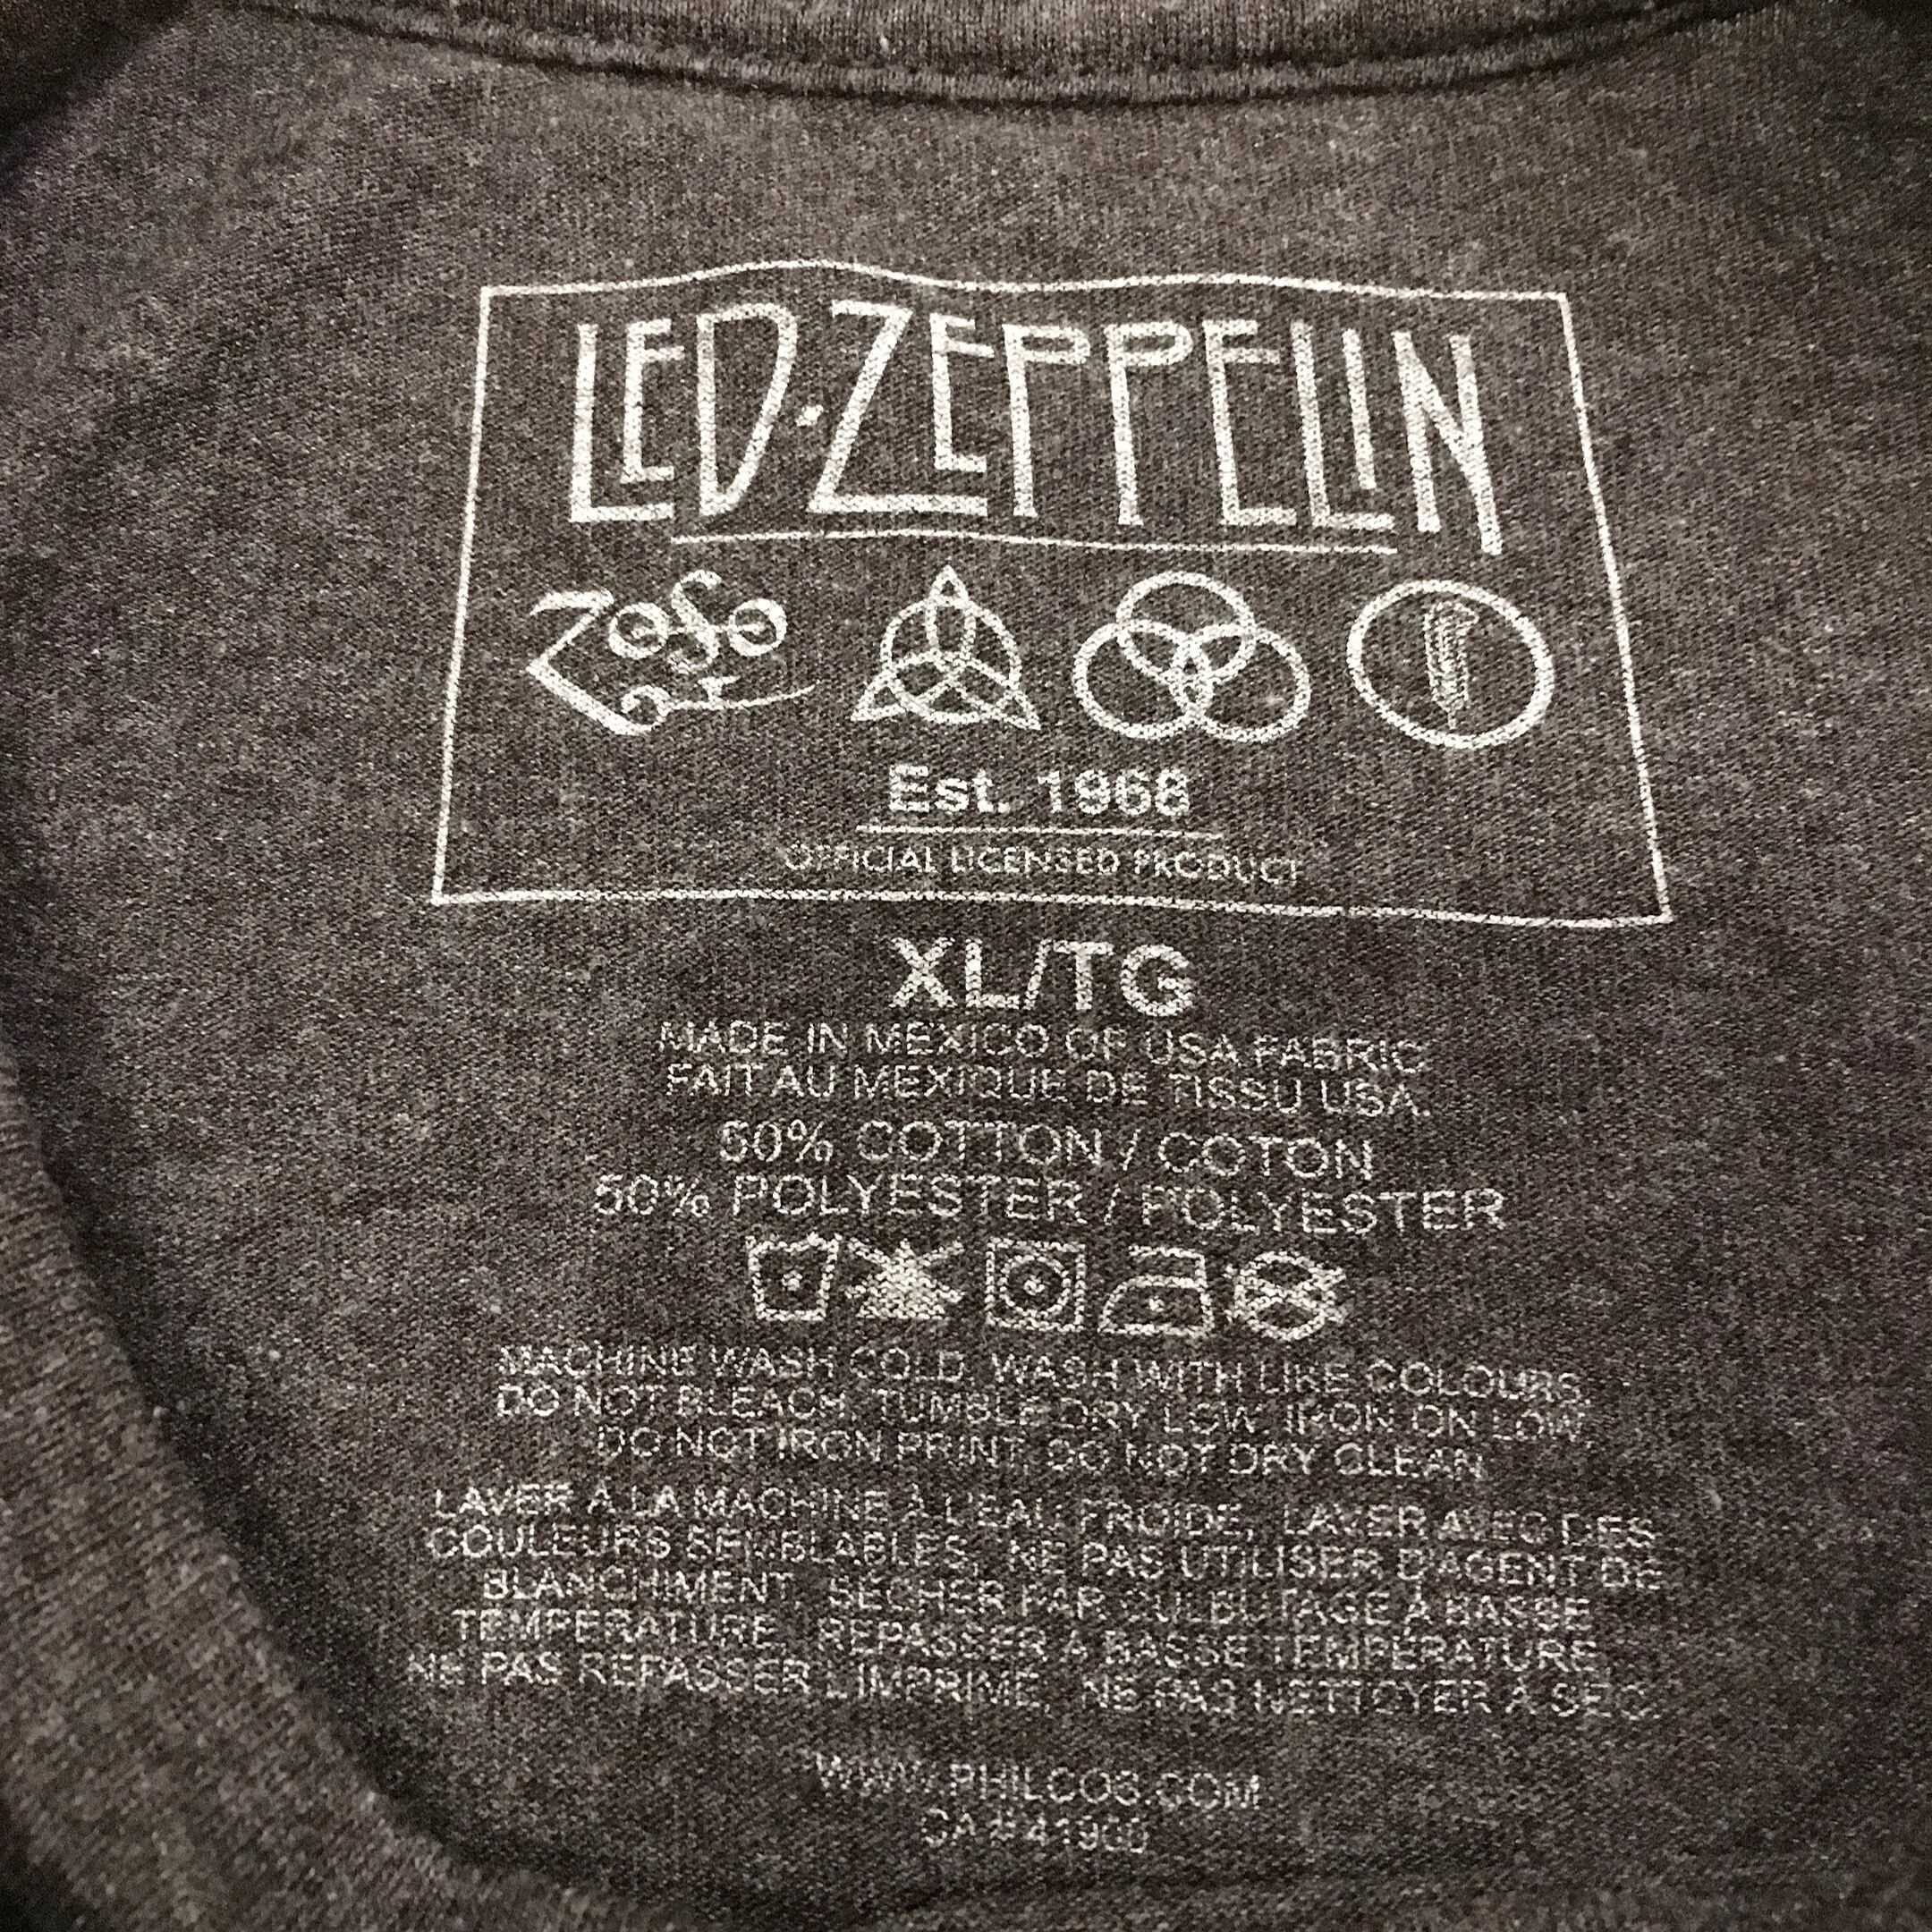 LED·ZEPPELIN
ZOSO
Est. 1968
OFFICIAL LICENSED PRODUCT
XL/TG
MADE IN MEXICO OF USA FABRIC
FAIT AU MEXIQUE DE TISSU USA.
50% COTTON / COTON
50% POLYESTER / POLYESTER
MACHINE WASH COLD, WASH WITH LIKE COLOURS,
DO NOT BLEACH, TUMBLE DRY LOW, IRON ON LOW,
DO NOT IRON PRINT, DO NOT DRY CLEAN
LAVER À LA MACHINE À L'EAU FROIDE, LAVER AVEC DES
COULEURS SEMBLABLES, NE PAS UTILISER D'AGENT DE
BLANCHIMENT, SÉCHER PAR CULBUTAGE À BASSE
TEMPÉRATURE, REPASSER À BASSE TEMPÉRATURE
NE PAS REPASSER L'IMPRIMÉ, NE PAS NETTOYER À SEC.
WWW.PHILCOS.COM
CA# 41900